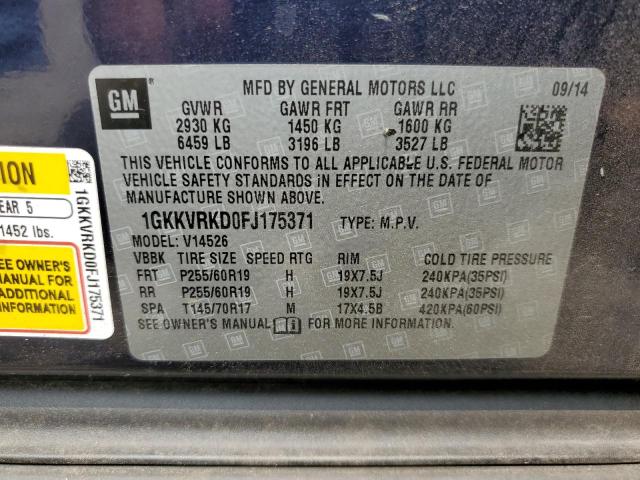 GM
MFD BY GENERAL MOTORS LLC 09/14
GVWR GAWR FRT GAWR RR
2930 KG 1450 KG 1600 KG
6459 LB 3196 LB 3527 LB
THIS VEHICLE CONFORMS TO ALL APPLICABLE U.S. FEDERAL MOTOR
VEHICLE SAFETY STANDARDS IN EFFECT ON THE DATE OF
MANUFACTURE SHOWN ABOVE.
1GKKVRKD0FJ175371 TYPE: M.P.V.
MODEL: V14526
VBBK TIRE SIZE SPEED RTG RIM COLD TIRE PRESSURE
FRT P255/60R19 H 19X7.5J 240KPA(35PSI)
RR P255/60R19 H 19X7.5J 240KPA(35PSI)
SPA T145/70R17 M 17X4.5B 420KPA(60PSI)
SEE OWNER'S MANUAL FOR MORE INFORMATION.
TION
EAR 5
1452 lbs.
EE OWNER'S
MANUAL FOR
ADDITIONAL
INFORMATION
1GKKVRKD0FJ175371